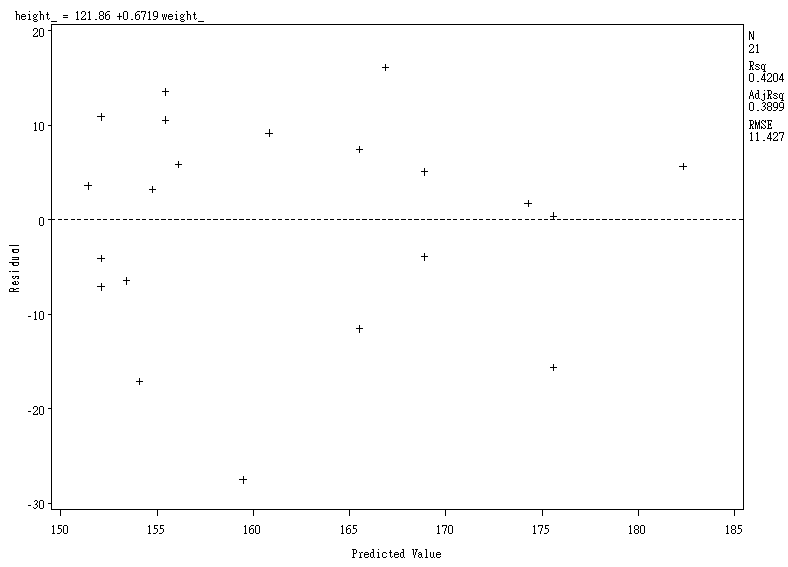 height_ = 121.86 +0.6719 weight_
N
21
Rsq
0.4204
AdjRsq
0.3899
RMSE
11.427
20
10
0
-10
-20
-30
Residual
150 155 160 165 170 175 180 185
Predicted Value